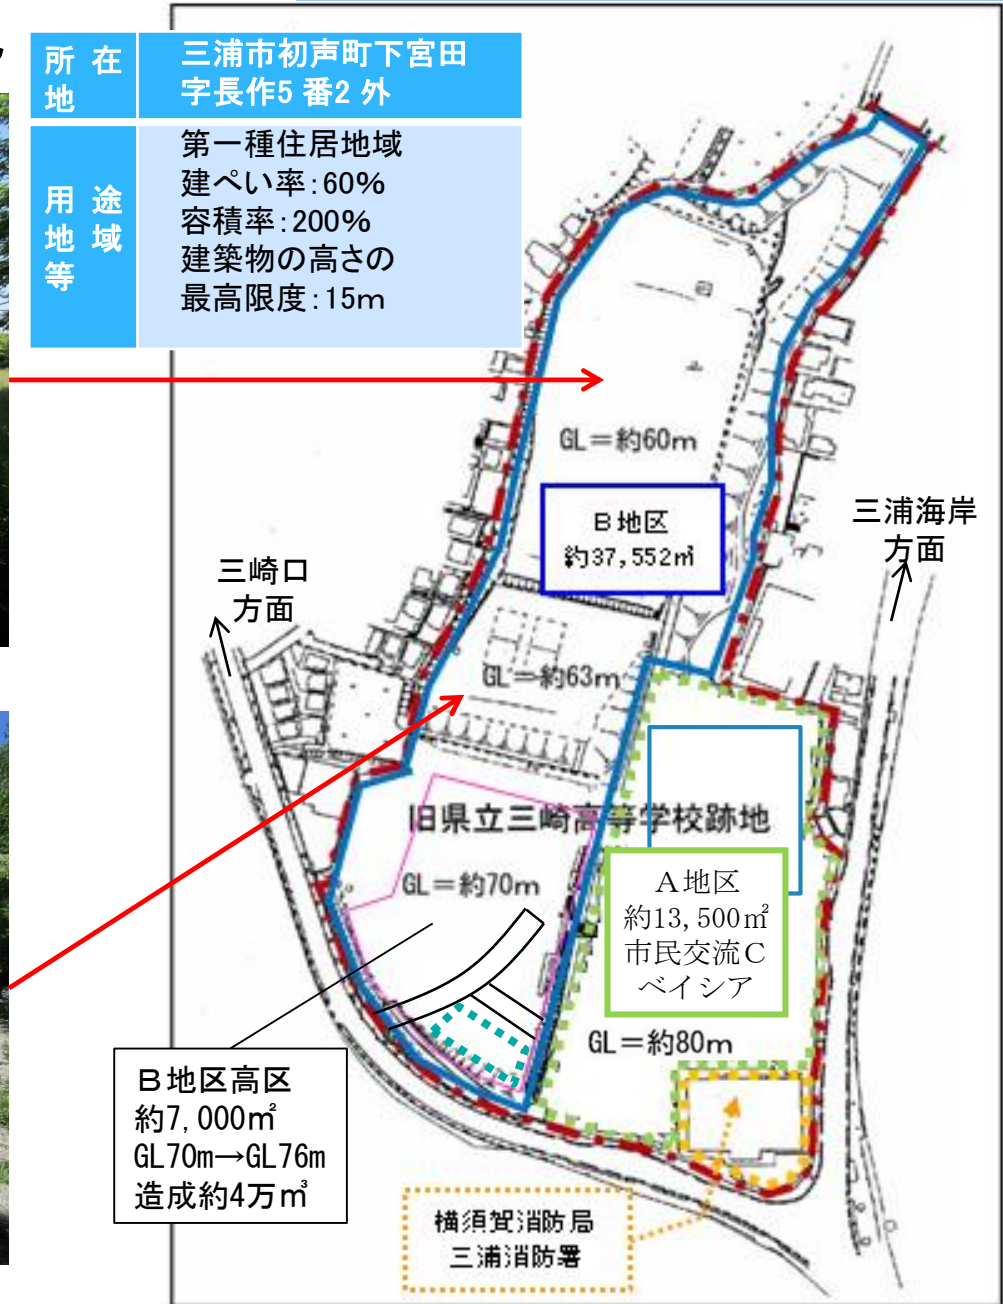 所在地
三浦市初声町下宮田
字長作5番2 外
用途地域等
第一種住居地域
建ぺい率:60%
容積率:200%
建築物の高さの
最高限度:15m
GL=約60m
B地区
約37,552㎡
三浦海岸
方面
三崎口
方面
GL=約63m
旧県立三崎高等学校跡地
GL=約70m
A地区
約13,500㎡
市民交流C
ベイシア
GL=約80m
B地区高区
約7,000㎡
GL70m→GL76m
造成約4万㎥
横須賀消防局
三浦消防署